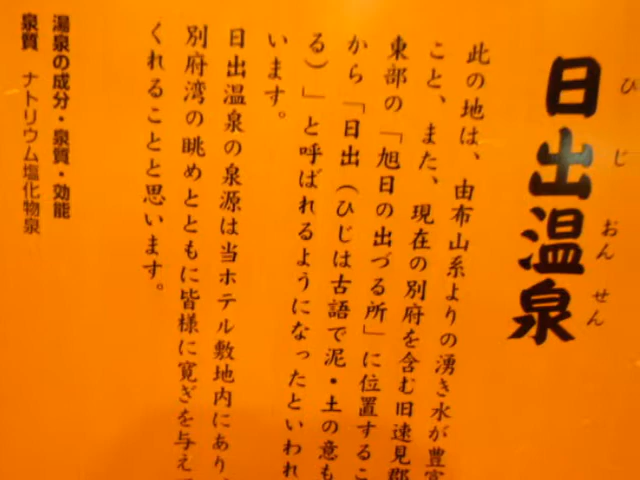 日出温泉
ひじおんせん
此の地は、由布山系よりの湧き水が豊富
こと、また、現在の別府を含む旧速見郡
東部の「旭日の出づる所」に位置するこ
から「日出(ひじは古語で泥・土の意も
る)」と呼ばれるようになったといわれ
います。
日出温泉の泉源は当ホテル敷地内にあり、
別府湾の眺めとともに皆様に寛ぎを与え
くれることと思います。
湯泉の成分・泉質・効能
泉質 ナトリウム塩化物泉